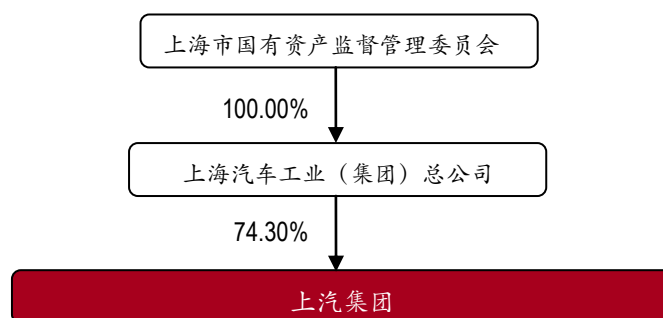 上海市国有资产监督管理委员会
100.00%
上海汽车工业（集团）总公司
74.30%
上汽集团